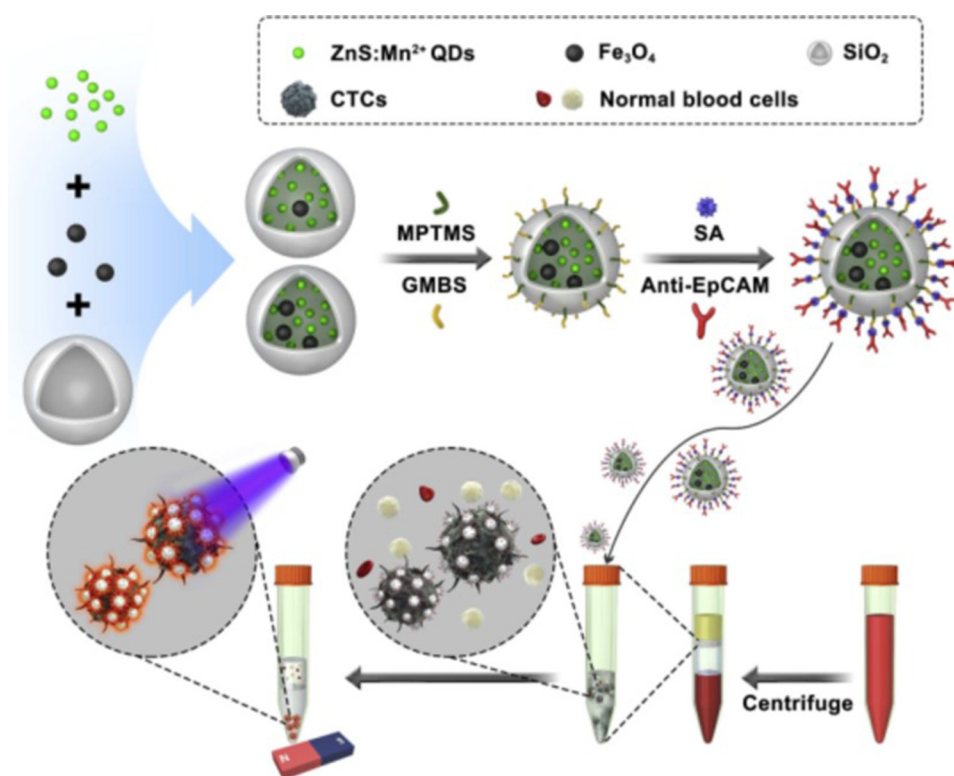 ZnS:Mn²⁺ QDs
Fe₃O₄
SiO₂
CTCs
Normal blood cells
MPTMS
GMBS
SA
Anti-EpCAM
Centrifuge
N